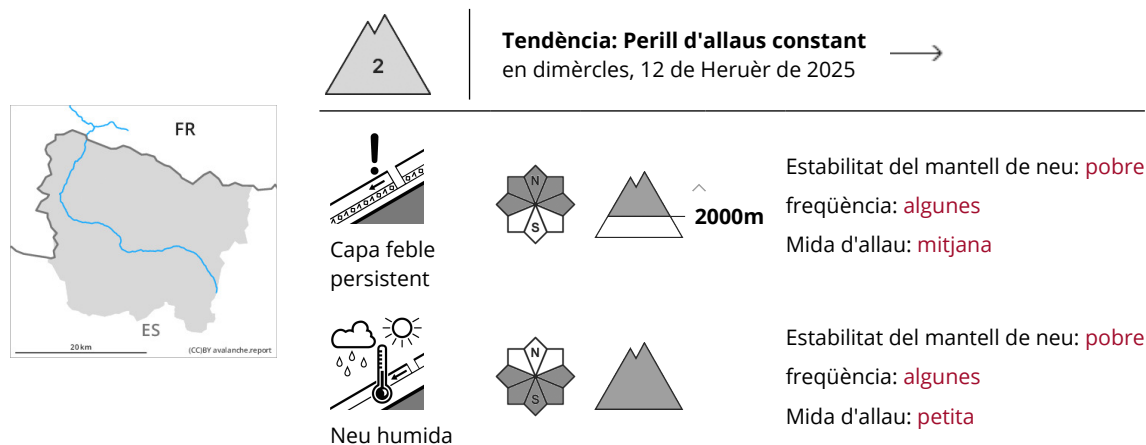 2
Tendència: Perill d'allaus constant
en dimèrcles, 12 de Heruèr de 2025
FR
ES
20 km
(CC)BY avalanche.report
Capa feble
persistent
N
S
2000m
Estabilitat del mantell de neu: pobre
freqüència: algunes
Mida d'allau: mitjana
Neu humida
N
S
Estabilitat del mantell de neu: pobre
freqüència: algunes
Mida d'allau: petita